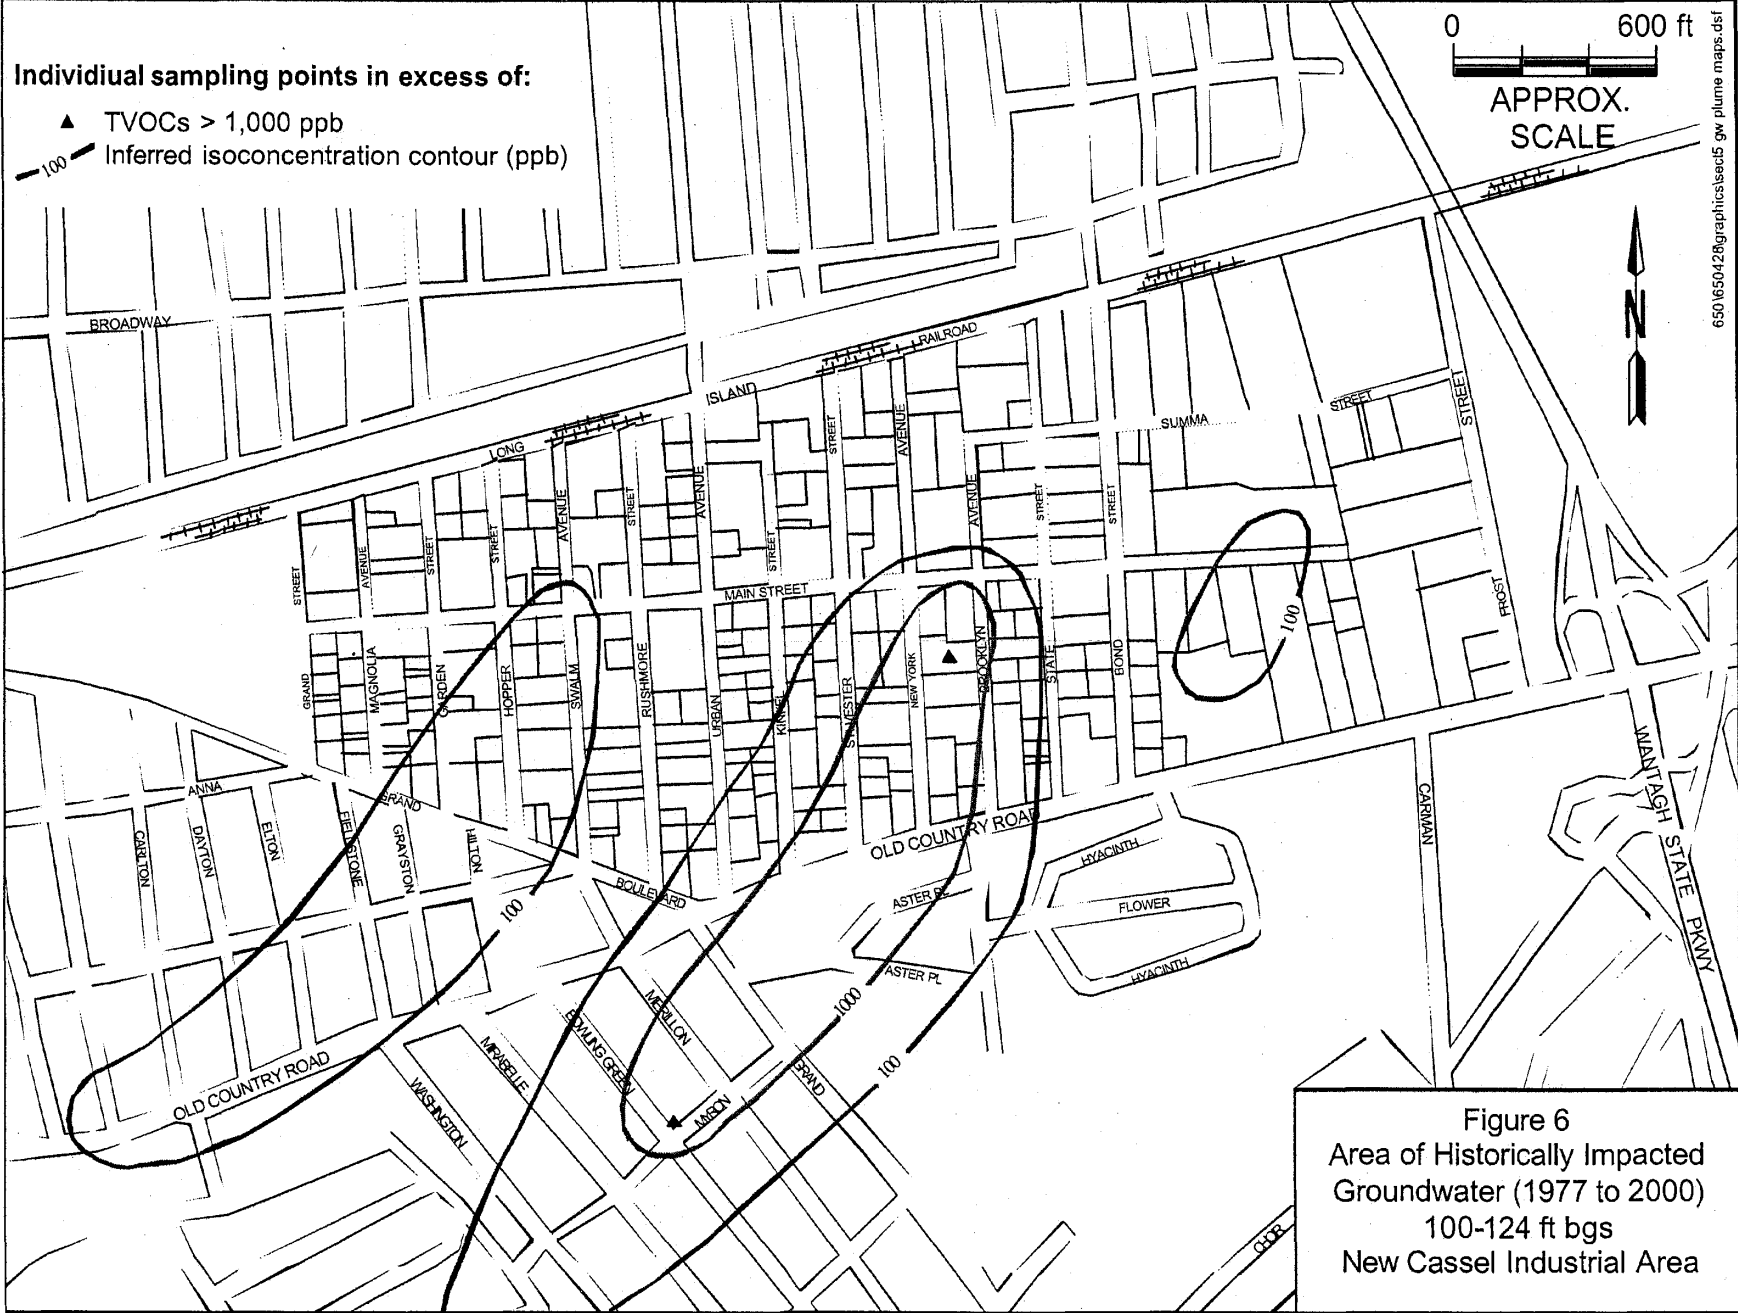 Individiual sampling points in excess of:
TVOCs > 1,000 ppb
100
Inferred isoconcentration contour (ppb)
0 600 ft
APPROX.
SCALE
650\650428\graphics\sect5 gw plume maps.dsf
N
BROADWAY
LONG
ISLAND
RAILROAD
SUMMA
STREET
STREET
FROST
STREET
AVENUE
STREET
STREET
AVENUE
STREET
AVENUE
STREET
STREET
AVENUE
AVENUE
STREET
STREET
MAIN STREET
GRAND
MAGNOLIA
GARDEN
HOPPER
SWALM
RUSHMORE
URBAN
KINKEL
SYLVESTER
NEW YORK
BROOKLYN
STATE
BOND
100
ANNA
GRAND
BOULEVARD
CARLTON
DAYTON
ELTON
FIELDSTONE
GRAYSTON
HILTON
100
OLD COUNTRY ROAD
ASTER PL
ASTER PL
HYACINTH
FLOWER
HYACINTH
CARMAN
WANTAGH STATE PKWY
MERILLON
BOWLING GREEN
MIRABELLE
WASHINGTON
MYRON
GRAND
1000
100
OLD COUNTRY ROAD
CHOR
Figure 6
Area of Historically Impacted
Groundwater (1977 to 2000)
100-124 ft bgs
New Cassel Industrial Area